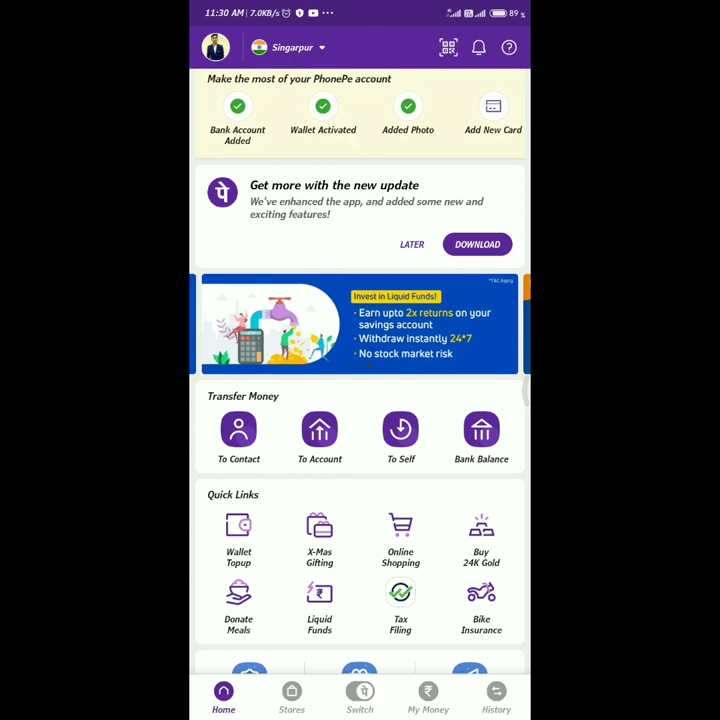 11:30 AM | 7.0KB/s
89
Singarpur
Make the most of your PhonePe account
Bank Account Added
Wallet Activated
Added Photo
Add New Card
पे
Get more with the new update
We've enhanced the app, and added some new and
exciting features!
LATER
DOWNLOAD
*T&C Apply
Invest in Liquid Funds!
· Earn upto 2x returns on your
savings account
· Withdraw instantly 24*7
· No stock market risk
Transfer Money
To Contact
To Account
To Self
Bank Balance
Quick Links
Wallet Topup
X-Mas Gifting
Online Shopping
Buy 24K Gold
Donate Meals
Liquid Funds
Tax Filing
Bike Insurance
Home
Stores
पे
Switch
My Money
History